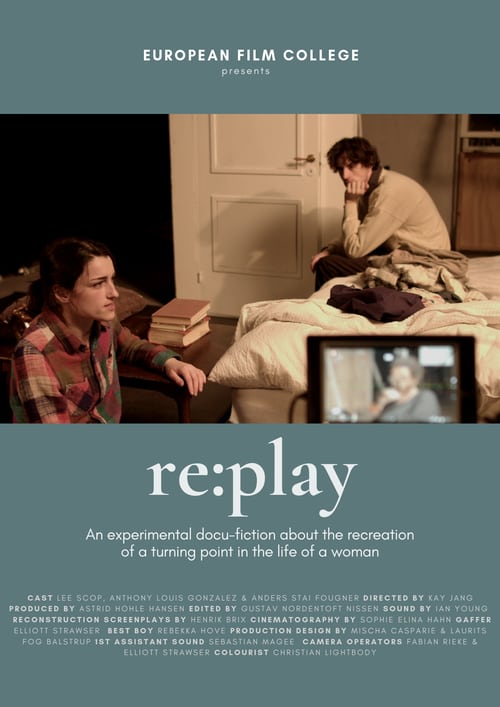 EUROPEAN FILM COLLEGE
presents
re:play
An experimental docu-fiction about the recreation
of a turning point in the life of a woman
CAST LEE SCOP, ANTHONY LOUIS GONZALEZ & ANDERS STAI FOUGNER DIRECTED BY KAY JANG
PRODUCED BY ASTRID HOHLE HANSEN EDITED BY GUSTAV NORDENTOFT NISSEN SOUND BY IAN YOUNG
RECONSTRUCTION SCREENPLAYS BY HENRIK BRIX CINEMATOGRAPHY BY SOPHIE ELINA HAHN GAFFER
ELLIOTT STRAWSER BEST BOY REBEKKA HOVE PRODUCTION DESIGN BY MISCHA CASPARIE & LAURITS
FOG BALSTRUP 1ST ASSISTANT SOUND SEBASTIAN MAGEE CAMERA OPERATORS FABIAN RIEKE &
ELLIOTT STRAWSER COLOURIST CHRISTIAN LIGHTBODY